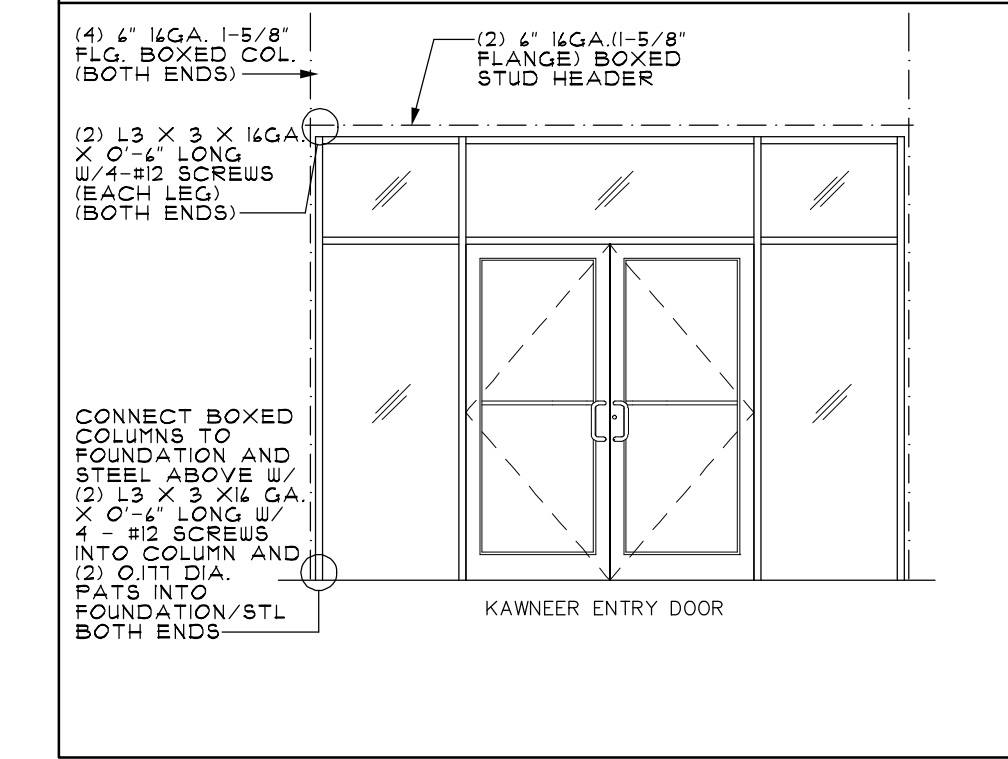 (4) 6" 16GA. 1-5/8"
FLG. BOXED COL.
(BOTH ENDS)
(2) 6" 16GA.(1-5/8"
FLANGE) BOXED
STUD HEADER
(2) L3 X 3 X 16GA.
X 0'-6" LONG
W/4-#12 SCREWS
(EACH LEG)
(BOTH ENDS)
CONNECT BOXED
COLUMNS TO
FOUNDATION AND
STEEL ABOVE W/
(2) L3 X 3 X16 GA.
X 0'-6" LONG W/
4 - #12 SCREWS
INTO COLUMN AND
(2) 0.177 DIA.
PATS INTO
FOUNDATION/STL
BOTH ENDS
KAWNEER ENTRY DOOR